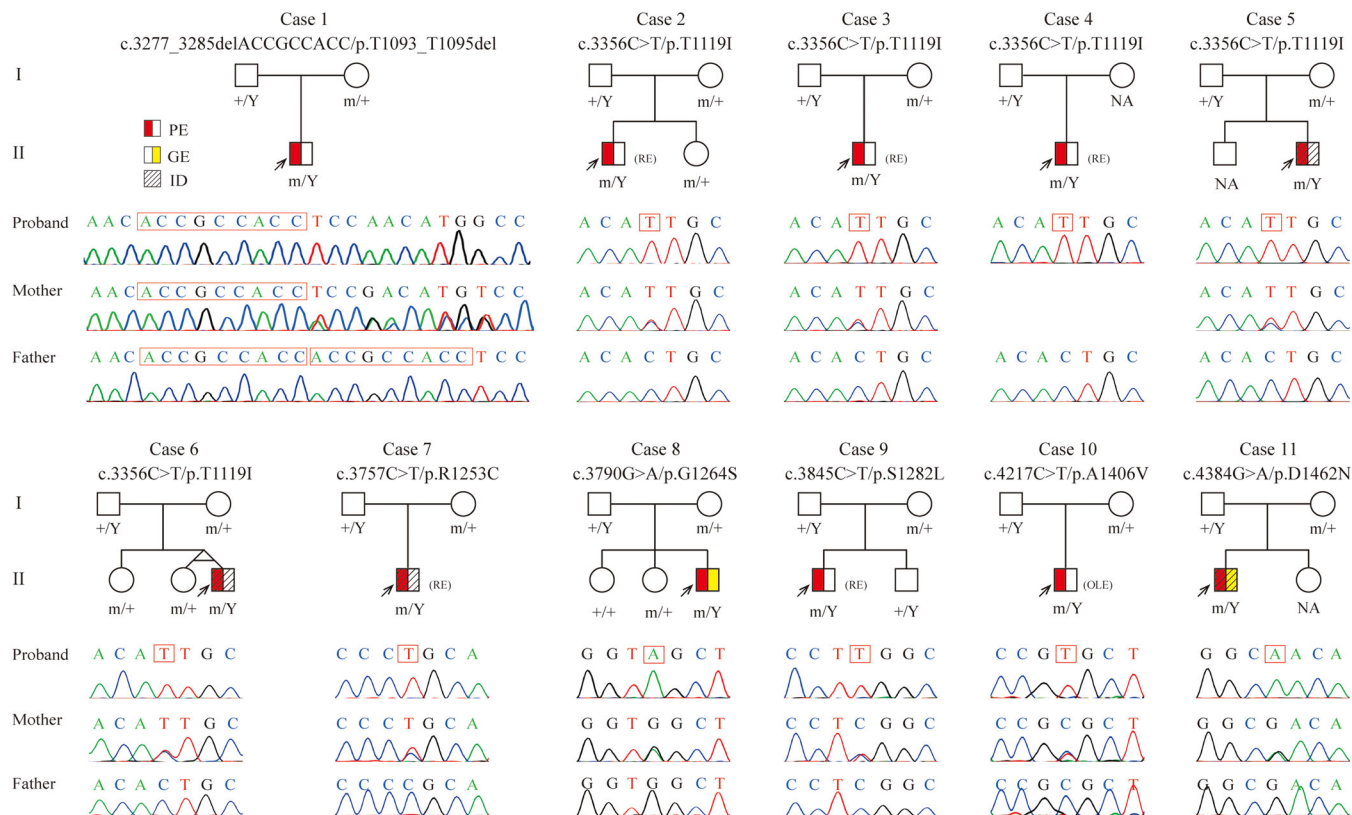 Case 1 Case 2 Case 3 Case 4 Case 5
c.3277_3285delACCGCCACC/p.T1093_T1095del c.3356C>T/p.T1119I c.3356C>T/p.T1119I c.3356C>T/p.T1119I c.3356C>T/p.T1119I
I
+/Y m/+ +/Y m/+ +/Y m/+ +/Y NA +/Y m/+
PE
GE
ID
II (RE) (RE) (RE)
m/Y m/Y m/+ m/Y m/Y NA m/Y
Proband A A C A C C G C C A C C T C C A A C A T G G C C A C A T T G C A C A T T G C A C A T T G C A C A T T G C
Mother A A C A C C G C C A C C T C C G A C A T G T C C A C A T T G C A C A T T G C A C A T T G C
Father A A C A C C G C C A C C A C C G C C A C C T C C A C A C T G C A C A C T G C A C A C T G C A C A C T G C
Case 6 Case 7 Case 8 Case 9 Case 10 Case 11
c.3356C>T/p.T1119I c.3757C>T/p.R1253C c.3790G>A/p.G1264S c.3845C>T/p.S1282L c.4217C>T/p.A1406V c.4384G>A/p.D1462N
I
+/Y m/+ +/Y m/+ +/Y m/+ +/Y m/+ +/Y m/+ +/Y m/+
II (RE) (RE) (OLE)
m/+ m/+ m/Y m/Y +/+ m/+ m/Y m/Y +/Y m/Y m/Y NA
Proband A C A T T G C C C C T G C A G G T A G C T C C T T G G C C C G T G C T G G C A A C A
Mother A C A T T G C C C C T G C A G G T G G C T C C T C G G C C C G C G C T G G C G A C A
Father A C A C T G C C C C C G C A G G T G G C T C C T C G G C C C G C G C T G G C G A C A